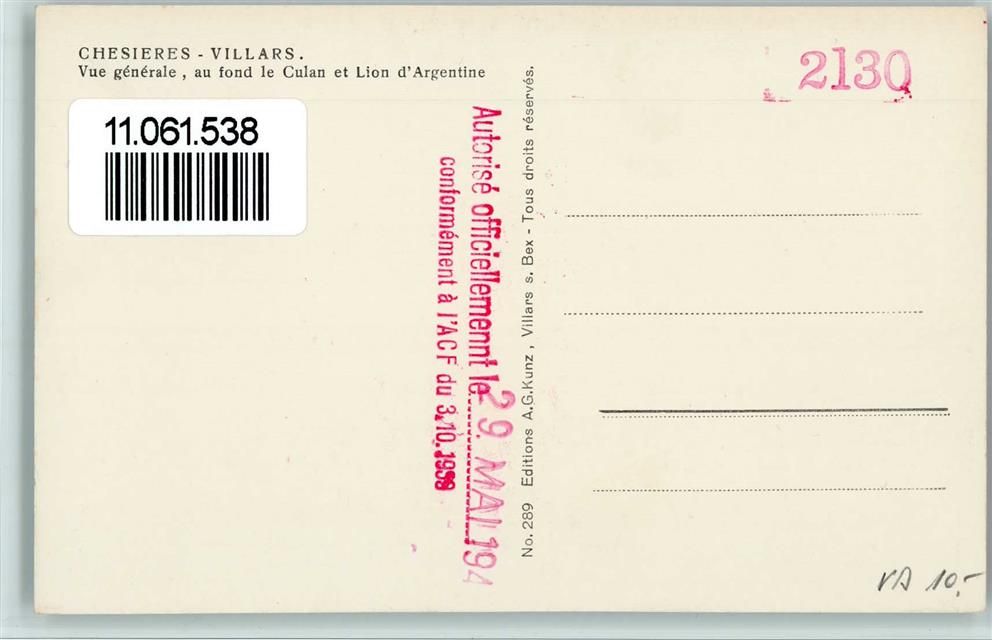 CHESIERES - VILLARS.
Vue générale, au fond le Culan et Lion d'Argentine
11.061.538
2130
Autorisé officiellemennt le 29. MAI 194
conformément à l'ACF du 3.10.1939
No. 289 Editions A.G.Kunz, Villars s. Bex - Tous droits réservés.
VA 10,-